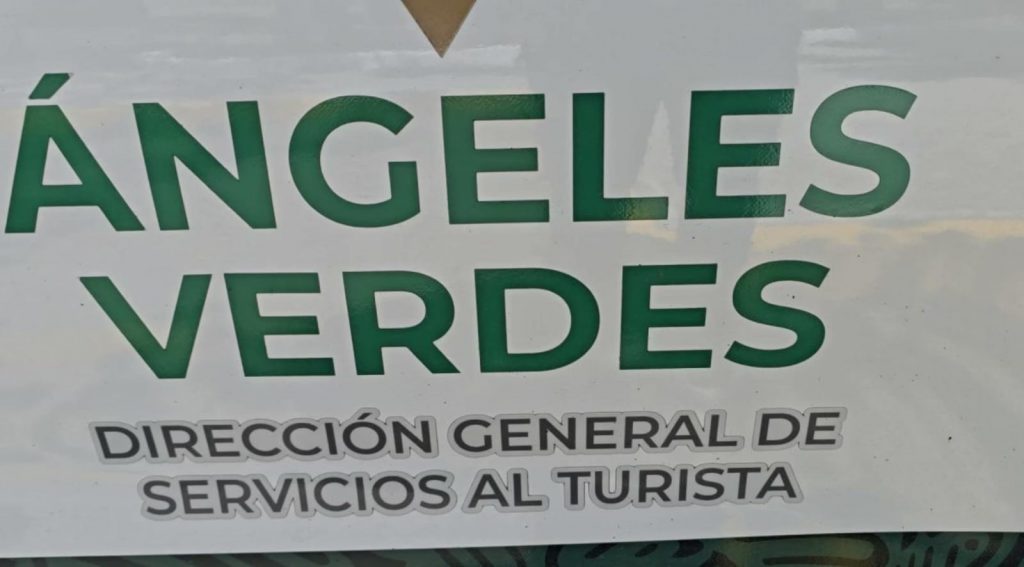 ÁNGELES
VERDES
DIRECCIÓN GENERAL DE
SERVICIOS AL TURISTA